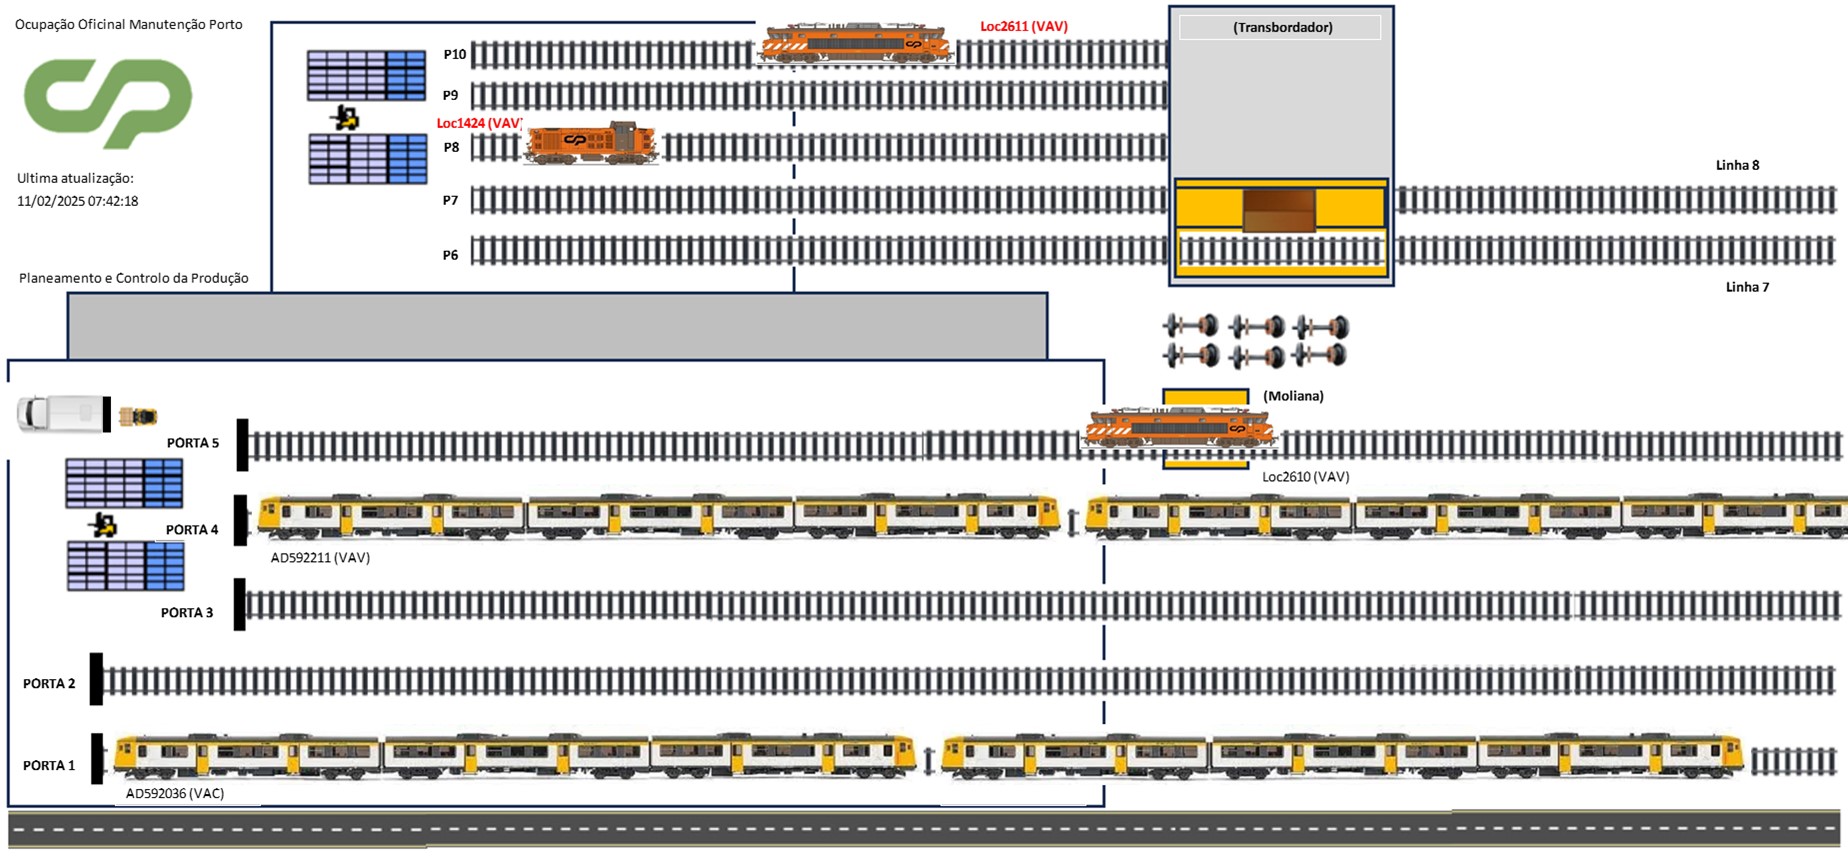 Ocupação Oficinal Manutenção Porto
Ultima atualização:
11/02/2025 07:42:18
Planeamento e Controlo da Produção
P10
Loc2611 (VAV)
(Transbordador)
P9
Loc1424 (VAV)
P8
P7
P6
Linha 8
Linha 7
(Moliana)
PORTA 5
Loc2610 (VAV)
PORTA 4
AD592211 (VAV)
PORTA 3
PORTA 2
PORTA 1
AD592036 (VAC)